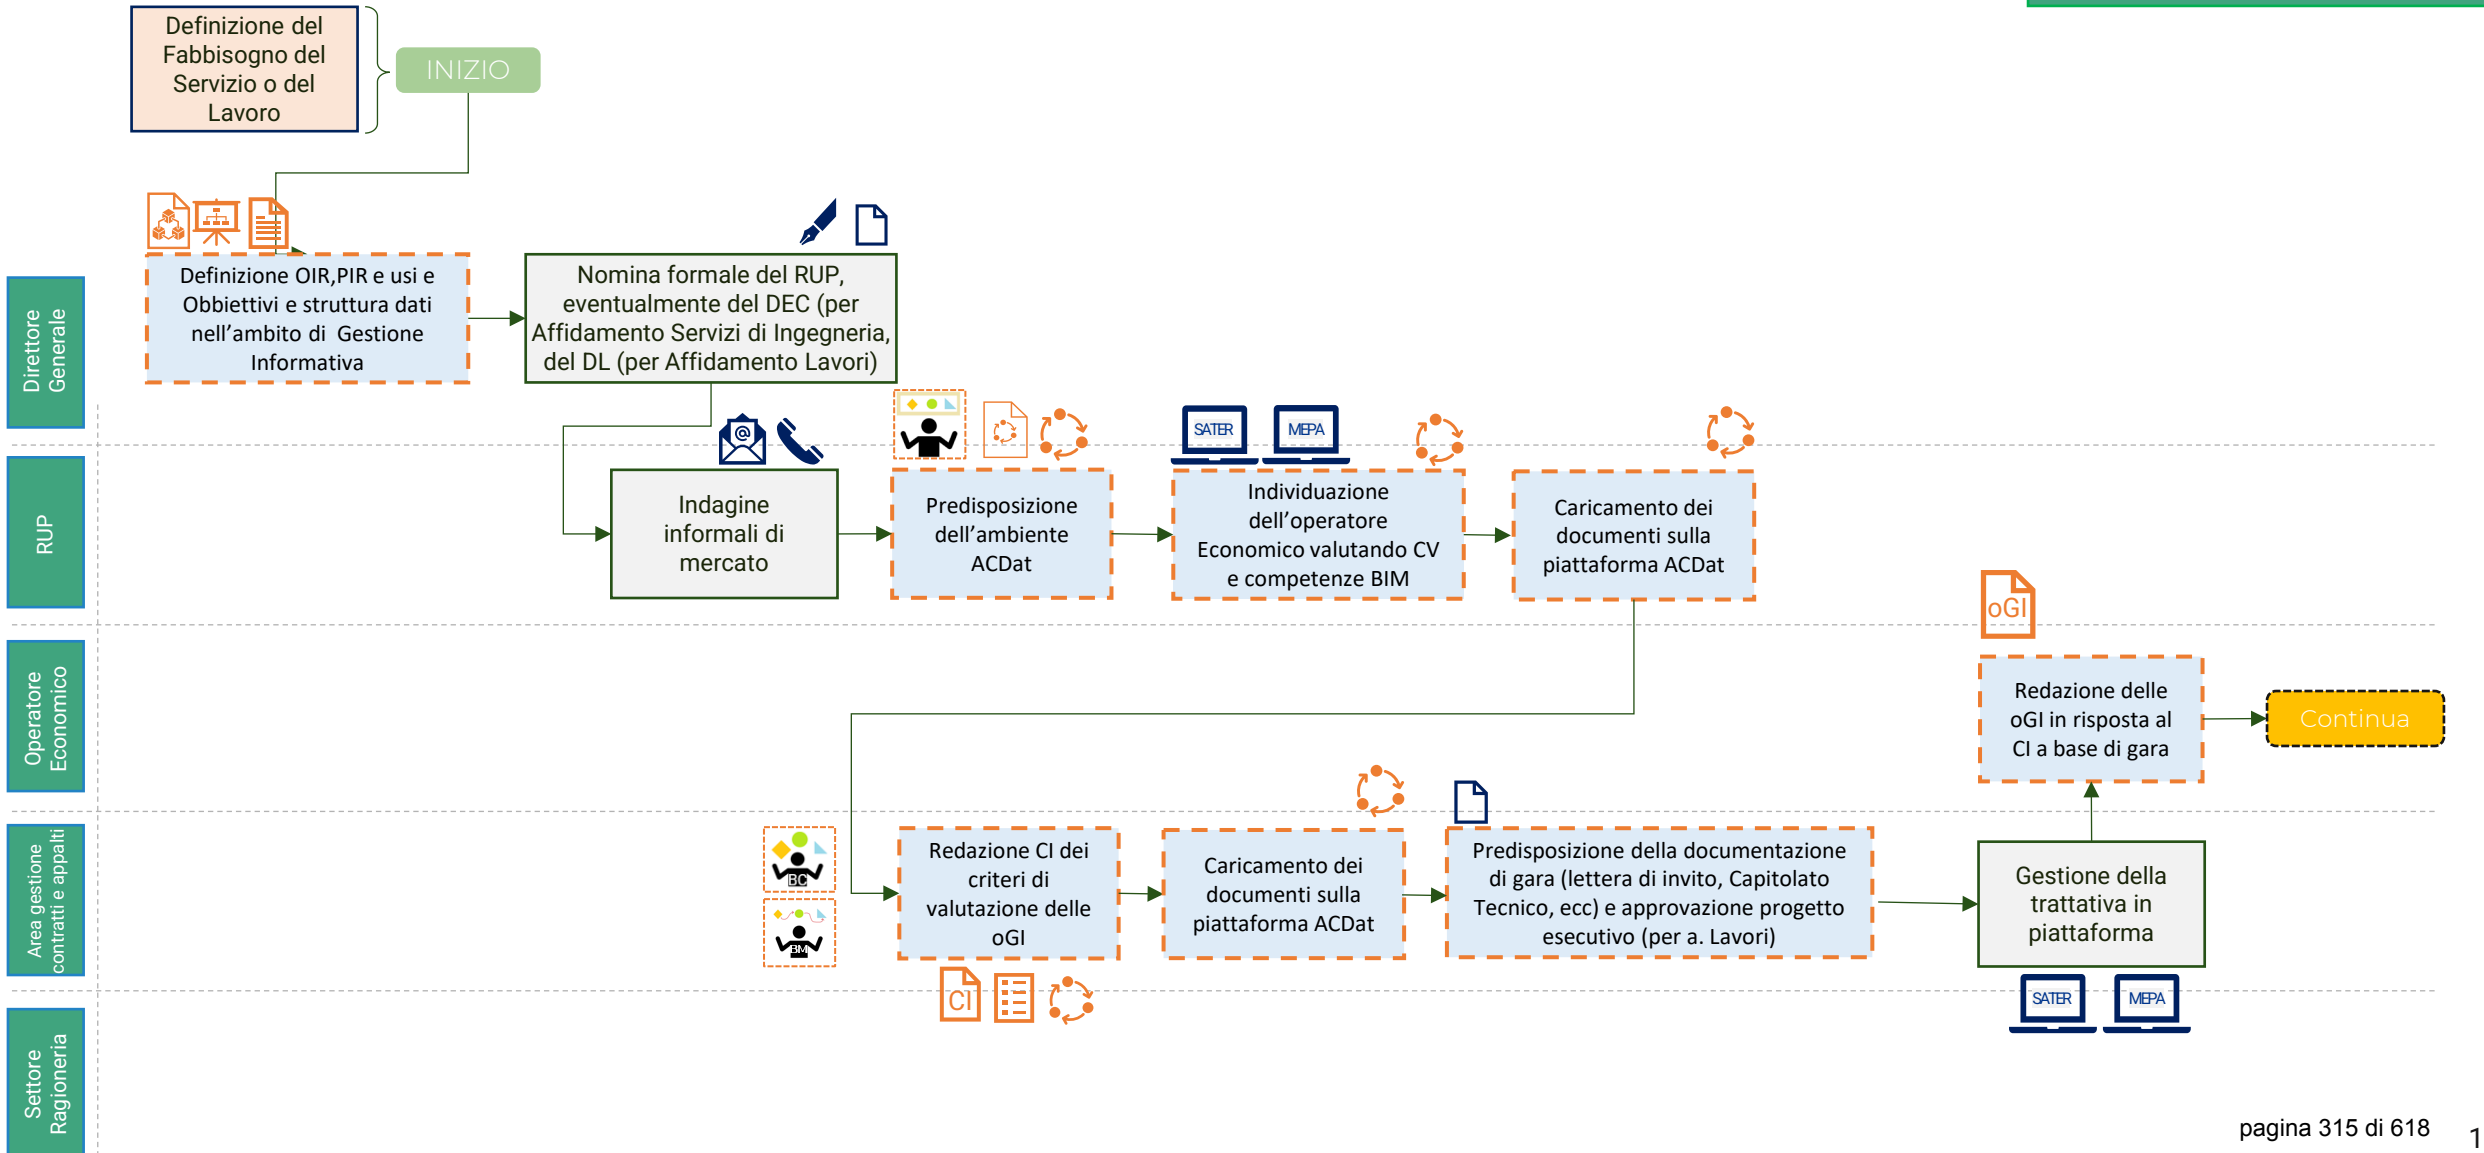 Definizione del
Fabbisogno del
Servizio o del
Lavoro
INIZIO
Direttore
Generale
Definizione OIR,PIR e usi e
Obbiettivi e struttura dati
nell'ambito di Gestione
Informativa
Nomina formale del RUP,
eventualmente del DEC (per
Affidamento Servizi di Ingegneria,
del DL (per Affidamento Lavori)
RUP
@
Indagine
informali di
mercato
Predisposizione
dell'ambiente
ACDat
SATER
MEPA
Individuazione
dell'operatore
Economico valutando CV
e competenze BIM
Caricamento dei
documenti sulla
piattaforma ACDat
Operatore
Economico
oGI
Redazione delle
oGI in risposta al
CI a base di gara
Continua
Area gestione
contratti e appalti
BC
BM
Redazione CI dei
criteri di
valutazione delle
oGI
CI
Caricamento dei
documenti sulla
piattaforma ACDat
Predisposizione della documentazione
di gara (lettera di invito, Capitolato
Tecnico, ecc) e approvazione progetto
esecutivo (per a. Lavori)
Gestione della
trattativa in
piattaforma
SATER
MEPA
Settore
Ragioneria
pagina 315 di 618
1